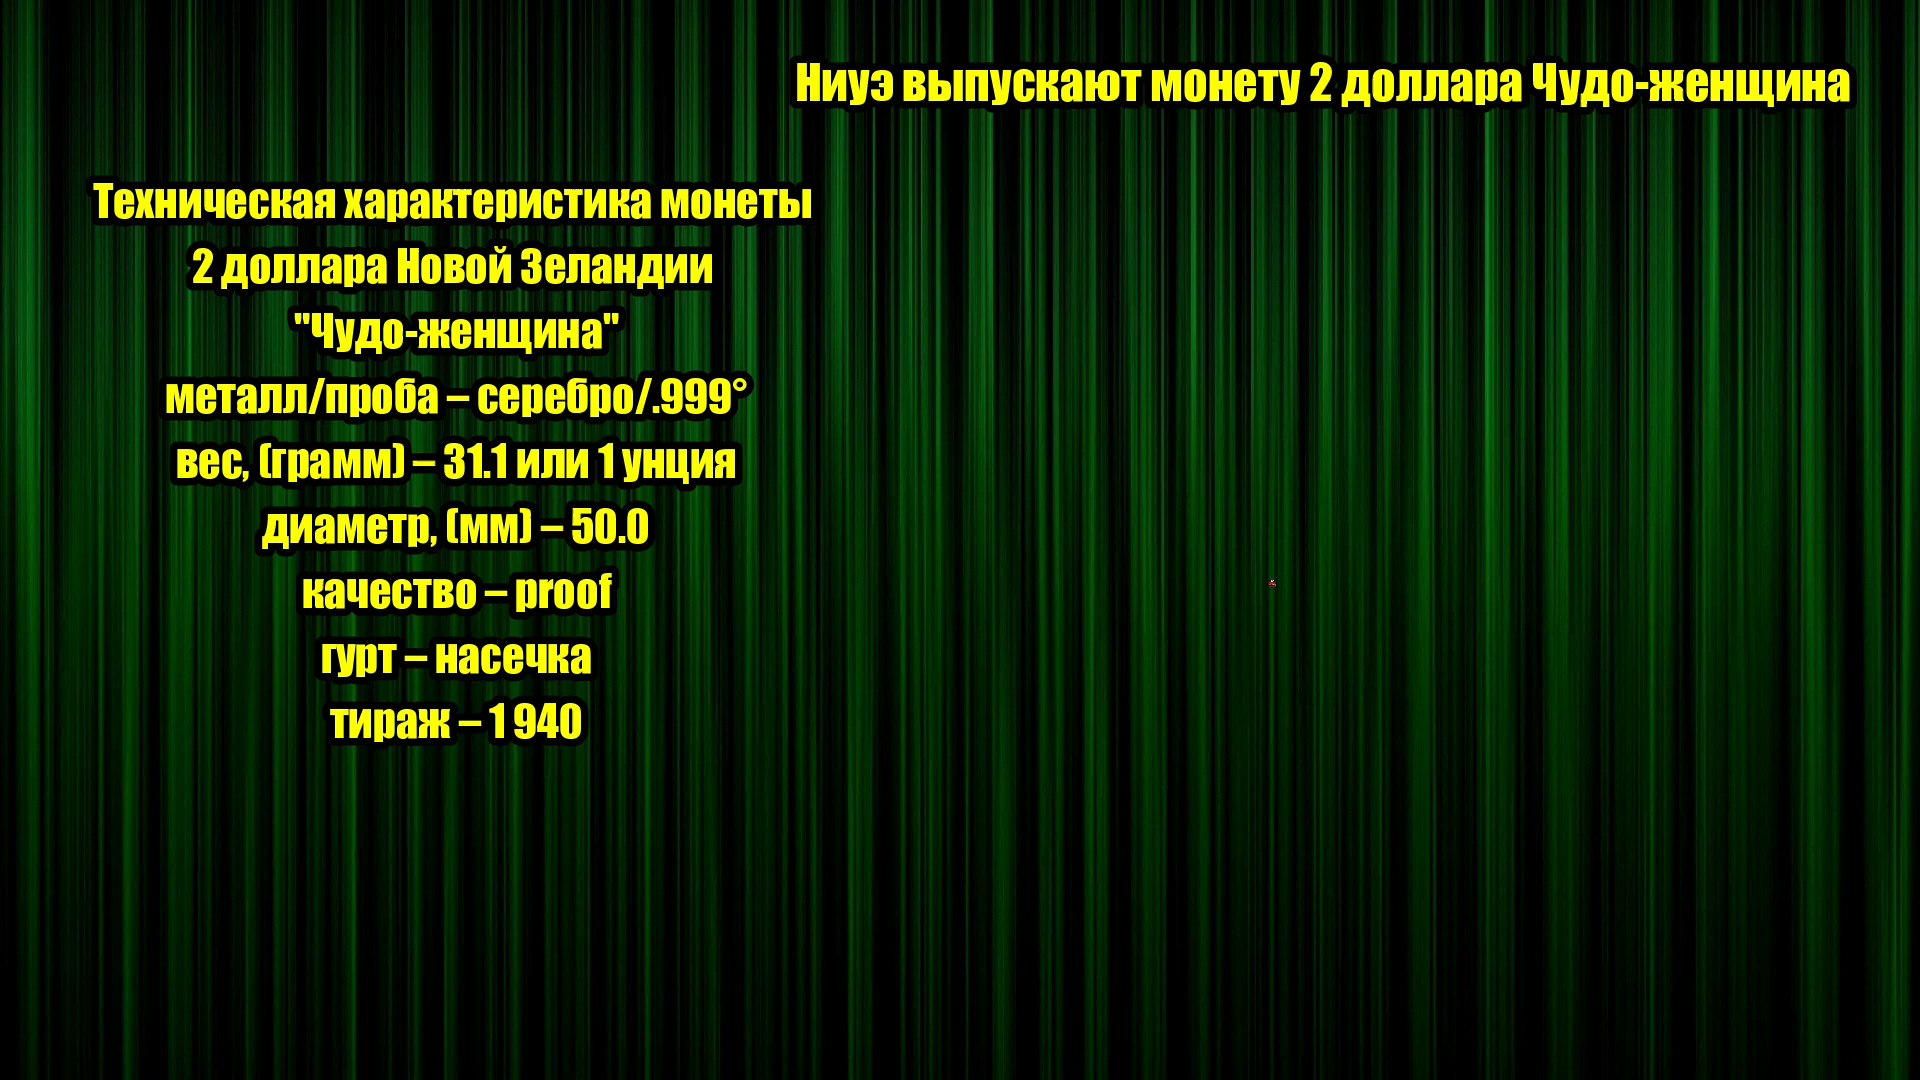 Ниуэ выпускают монету 2 доллара Чудо-женщина
Техническая характеристика монеты
2 доллара Новой Зеландии
"Чудо-женщина"
металл/проба – серебро/.999°
вес, (грамм) – 31.1 или 1 унция
диаметр, (мм) – 50.0
качество – proof
гурт – насечка
тираж – 1 940